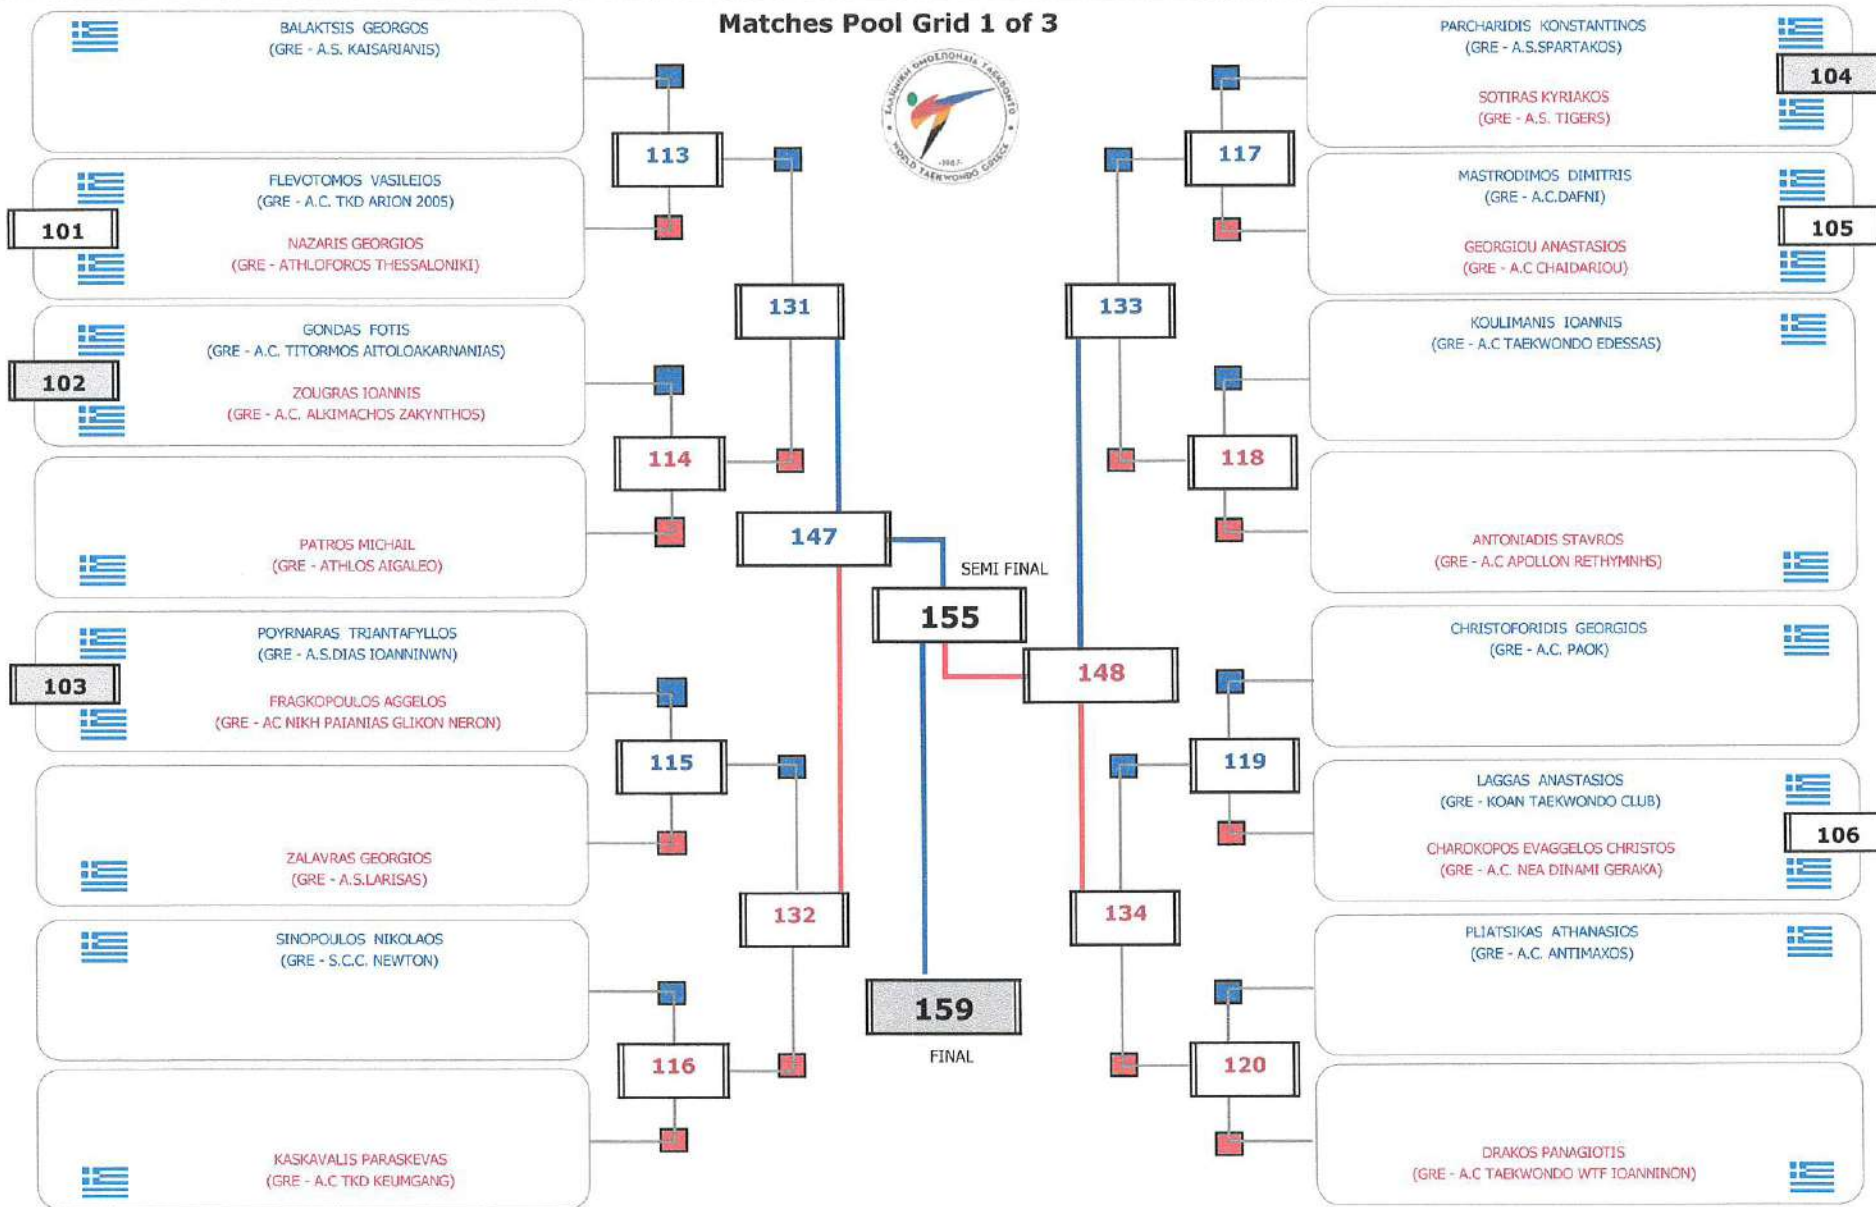 Matches Pool Grid 1 of 3
ΕΛΛΗΝΙΚΗ ΟΜΟΣΠΟΝΔΙΑ ΤΑΕΚΒΟΝΤΟ
-1987-
WORLD TAEKWONDO GREECE
BALAKTSIS GEORGOS
(GRE - A.S. KAISARIANIS)
101
FLEVOTOMOS VASILEIOS
(GRE - A.C. TKD ARION 2005)
NAZARIS GEORGIOS
(GRE - ATHLOFOROS THESSALONIKI)
102
GONDAS FOTIS
(GRE - A.C. TITORMOS AITOLOAKARNANIAS)
ZOUGRAS IOANNIS
(GRE - A.C. ALKIMACHOS ZAKYNTHOS)
PATROS MICHAIL
(GRE - ATHLOS AIGALEO)
103
POYRNARAS TRIANTAFYLLOS
(GRE - A.S.DIAS IOANNINWN)
FRAGKOPOULOS AGGELOS
(GRE - AC NIKH PAIANIAS GLIKON NERON)
ZALAVRAS GEORGIOS
(GRE - A.S.LARISAS)
SINOPOULOS NIKOLAOS
(GRE - S.C.C. NEWTON)
KASKAVALIS PARASKEVAS
(GRE - A.C TKD KEUMGANG)
113
114
115
116
131
132
147
SEMI FINAL
155
148
159
FINAL
133
134
117
118
119
120
PARCHARIDIS KONSTANTINOS
(GRE - A.S.SPARTAKOS)
104
SOTIRAS KYRIAKOS
(GRE - A.S. TIGERS)
MASTRODIMOS DIMITRIS
(GRE - A.C.DAFNI)
105
GEORGIOU ANASTASIOS
(GRE - A.C CHAIDARIOU)
KOULIMANIS IOANNIS
(GRE - A.C TAEKWONDO EDESSAS)
ANTONIADIS STAVROS
(GRE - A.C APOLLON RETHYMNHS)
CHRISTOFORIDIS GEORGIOS
(GRE - A.C. PAOK)
LAGGAS ANASTASIOS
(GRE - KOAN TAEKWONDO CLUB)
106
CHAROKOPOS EVAGGELOS CHRISTOS
(GRE - A.C. NEA DINAMI GERAKA)
PLIATSIKAS ATHANASIOS
(GRE - A.C. ANTIMAXOS)
DRAKOS PANAGIOTIS
(GRE - A.C TAEKWONDO WTF IOANNINON)